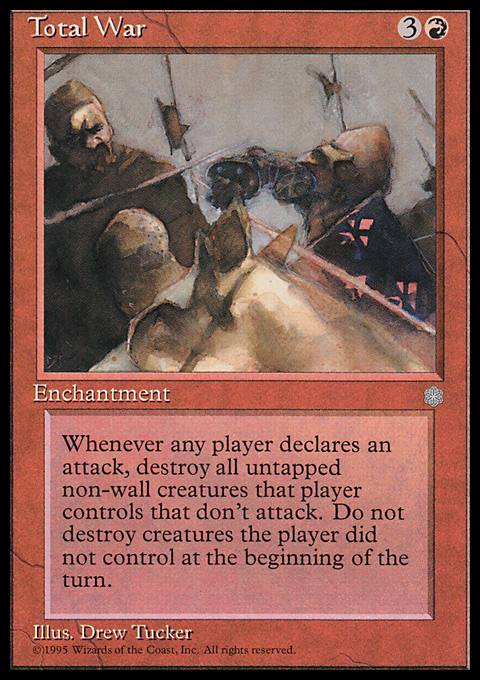 Total War 3
Enchantment
Whenever any player declares an
attack, destroy all untapped
non-wall creatures that player
controls that don't attack. Do not
destroy creatures the player did
not control at the beginning of the
turn.
Illus. Drew Tucker
©1995 Wizards of the Coast, Inc. All rights reserved.